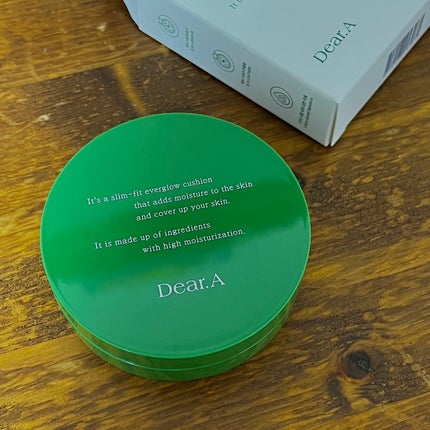 Dear.A
It's a slim-fit everglow cushion
that adds moisture to the skin
and cover up your skin.
It is made up of ingredients
with high moisturization.
Dear.A